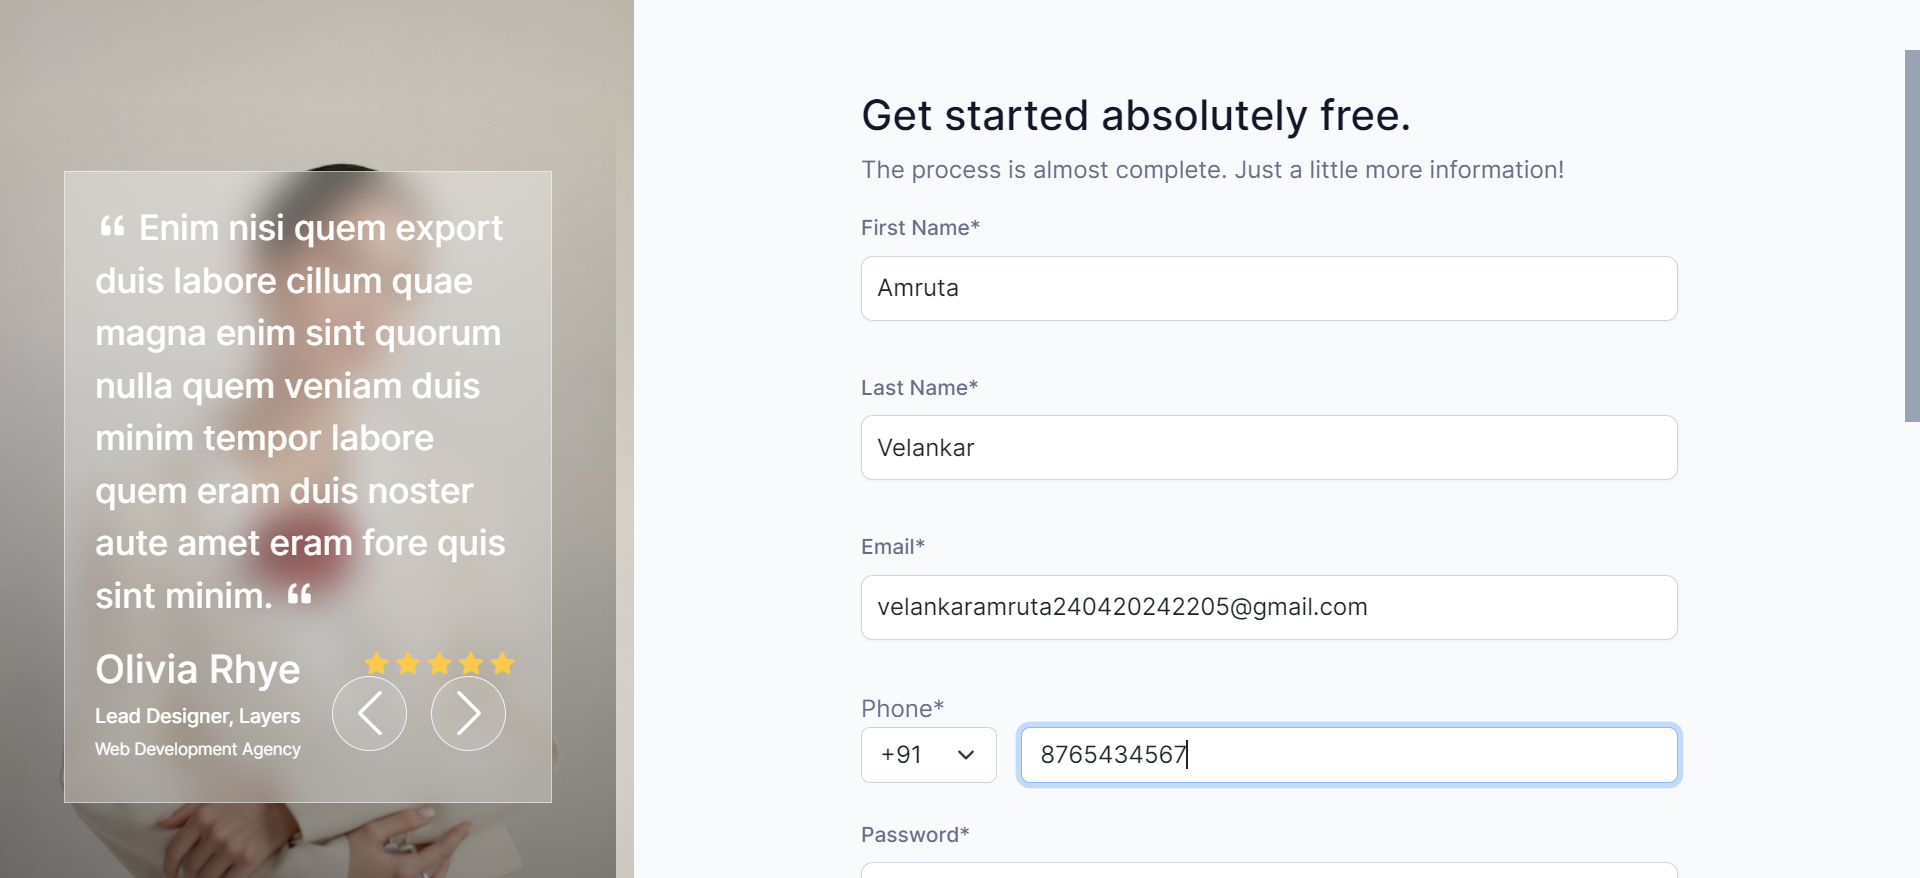 “ Enim nisi quem export
duis labore cillum quae
magna enim sint quorum
nulla quem veniam duis
minim tempor labore
quem eram duis noster
aute amet eram fore quis
sint minim. “
Olivia Rhye
Lead Designer, Layers
Web Development Agency
Get started absolutely free.
The process is almost complete. Just a little more information!
First Name*
Amruta
Last Name*
Velankar
Email*
velankaramruta240420242205@gmail.com
Phone*
+91
8765434567
Password*